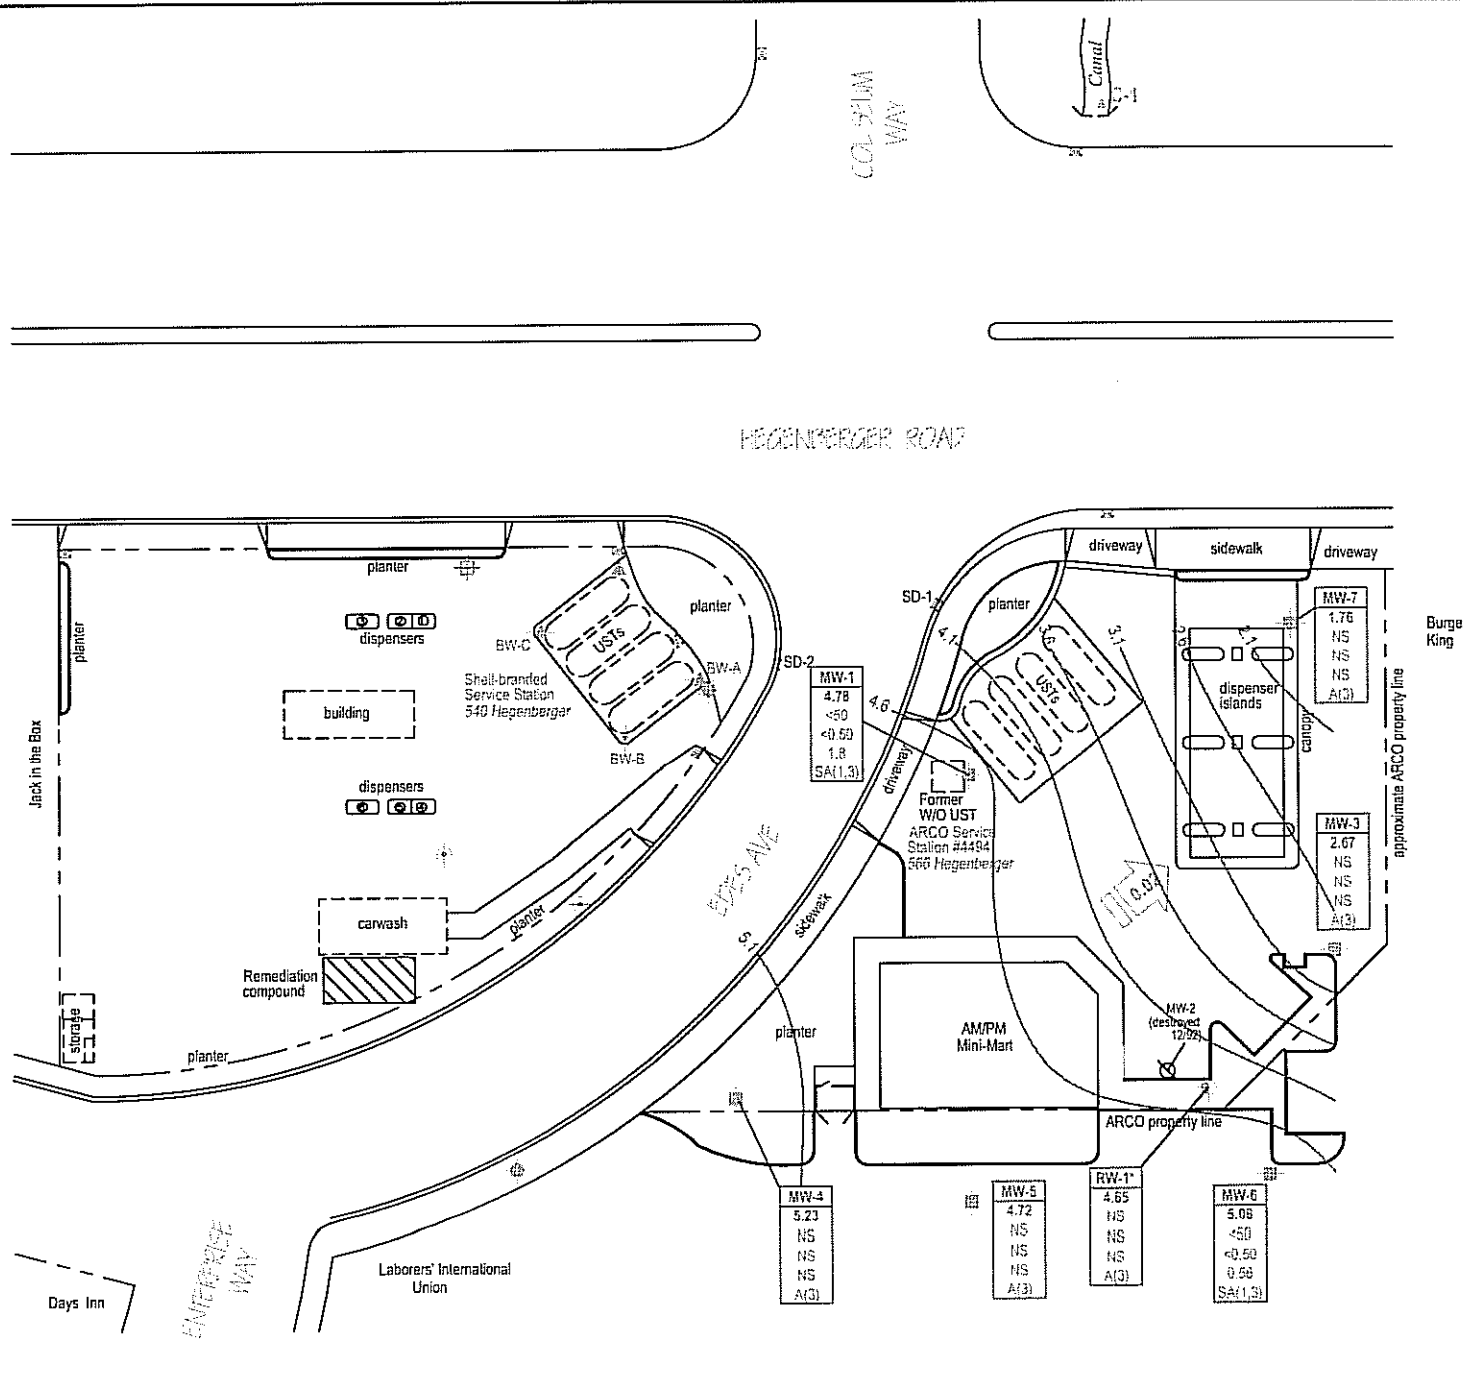 Canal
A
COLISEUM
WAY
HEGENBERGER ROAD
planter
driveway
sidewalk
driveway
SD-1
planter
MW-7
1.76
NS
NS
NS
A(3)
Burge
King
planter
planter
dispensers
USTs
BW-C
BW-A
SD-2
4.1
3.6
3.1
2.6
2.1
Shell-branded
Service Station
540 Hegenberger
MW-1
4.78
<50
<0.50
1.8
SA(1,3)
4.6
USTs
dispenser
islands
canopy
building
BW-B
Jack in the Box
approximate ARCO property line
dispensers
driveway
Former
W/O UST
ARCO Service
Station #4494
566 Hegenberger
MW-3
2.67
NS
NS
NS
A(3)
EDES AVE
0.02
carwash
planter
sidewalk
5.1
Remediation
compound
storage
planter
planter
AM/PM
Mini-Mart
MW-2
(destroyed
12/92)
ARCO property line
MW-4
5.23
NS
NS
NS
A(3)
MW-5
4.72
NS
NS
NS
A(3)
RW-1*
4.65
NS
NS
NS
A(3)
MW-6
5.06
<50
<0.50
0.56
SA(1,3)
ENTERPRISE
WAY
Laborers' International
Union
Days Inn